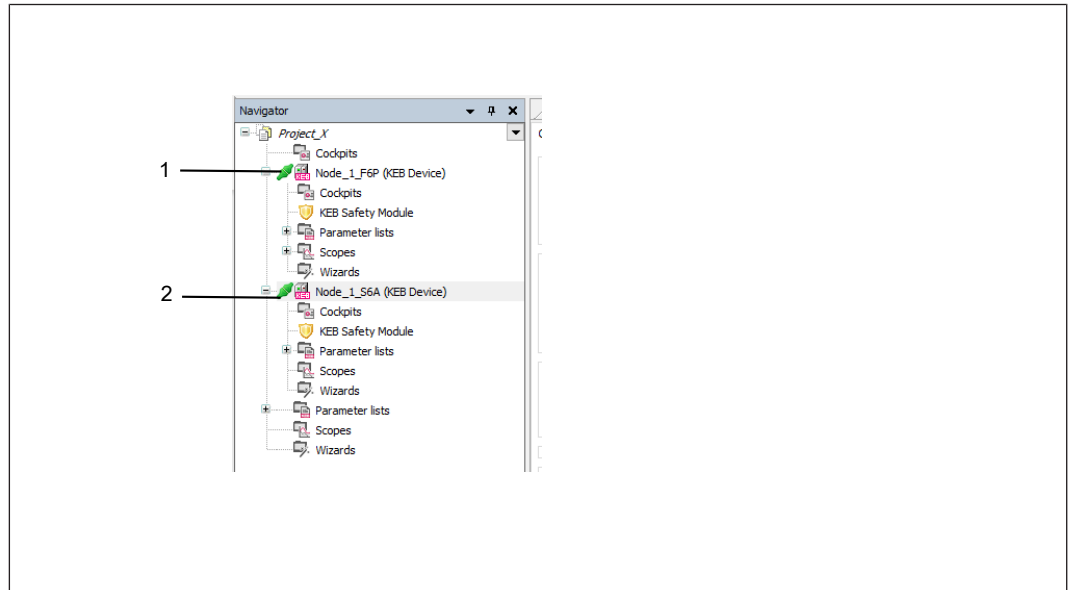 Navigator
Project_X
Cockpits
1
Node_1_F6P (KEB Device)
Cockpits
KEB Safety Module
Parameter lists
Scopes
Wizards
2
Node_1_S6A (KEB Device)
Cockpits
KEB Safety Module
Parameter lists
Scopes
Wizards
Parameter lists
Scopes
Wizards